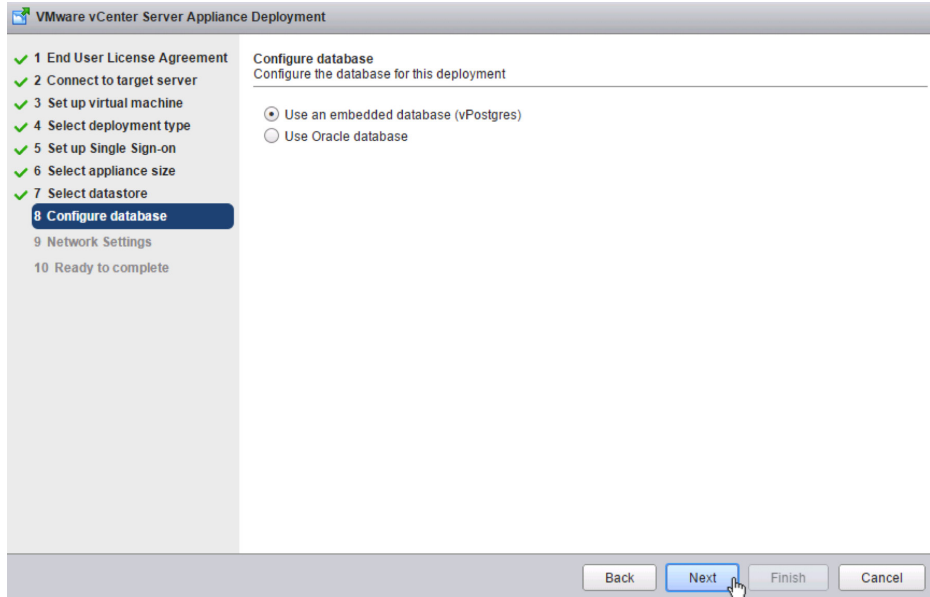 VMware vCenter Server Appliance Deployment
1 End User License Agreement
2 Connect to target server
3 Set up virtual machine
4 Select deployment type
5 Set up Single Sign-on
6 Select appliance size
7 Select datastore
8 Configure database
9 Network Settings
10 Ready to complete
Configure database
Configure the database for this deployment
Use an embedded database (vPostgres)
Use Oracle database
Back
Next
Finish
Cancel